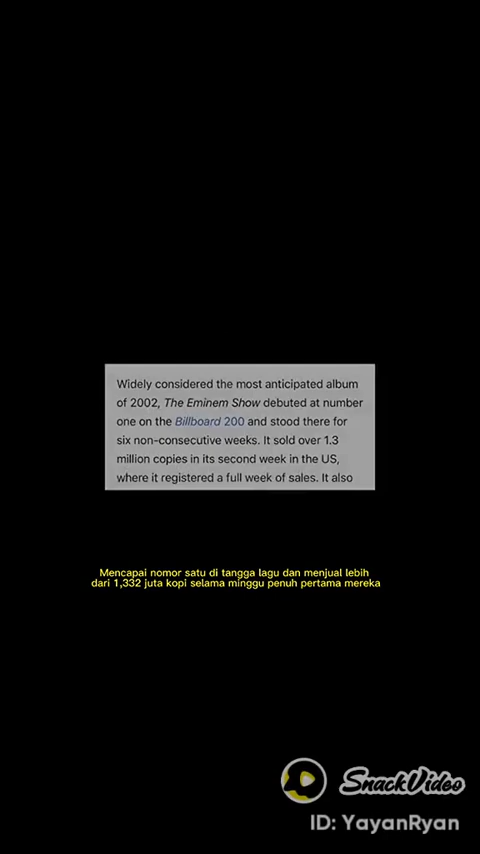 Widely considered the most anticipated album
of 2002, The Eminem Show debuted at number
one on the Billboard 200 and stood there for
six non-consecutive weeks. It sold over 1.3
million copies in its second week in the US,
where it registered a full week of sales. It also
Mencapai nomor satu di tangga lagu dan menjual lebih
dari 1,332 juta kopi selama minggu penuh pertama mereka
SnackVideo
ID: YayanRyan